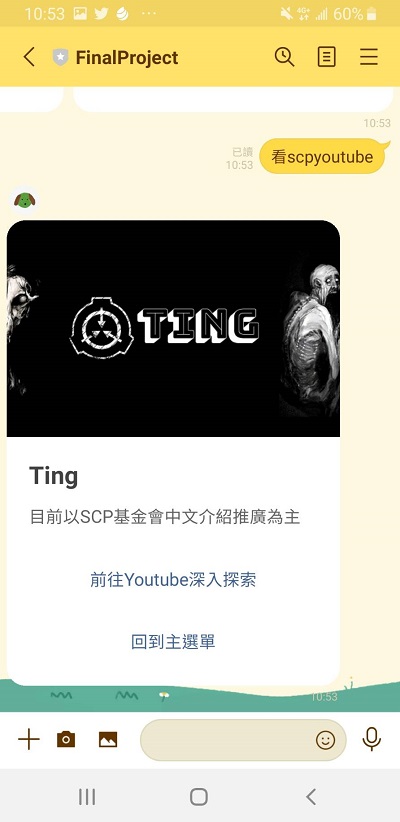 10:53
4G+
60%
FinalProject
10:53
已讀
10:53
看scpyoutube
TING
Ting
目前以SCP基金會中文介紹推廣為主
前往Youtube深入探索
回到主選單
10:53